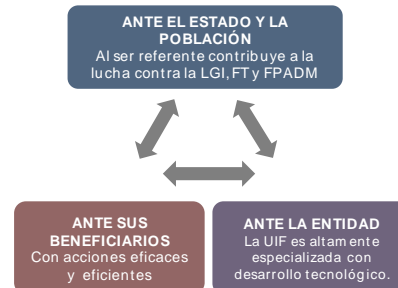 ANTE EL ESTADO Y LA
POBLACIÓN
Al ser referente contribuye a la
lucha contra la LGI, FT y FPADM
ANTE SUS
BENEFICIARIOS
Con acciones eficaces
y eficientes
ANTE LA ENTIDAD
La UIF es altamente
especializada con
desarrollo tecnológico.